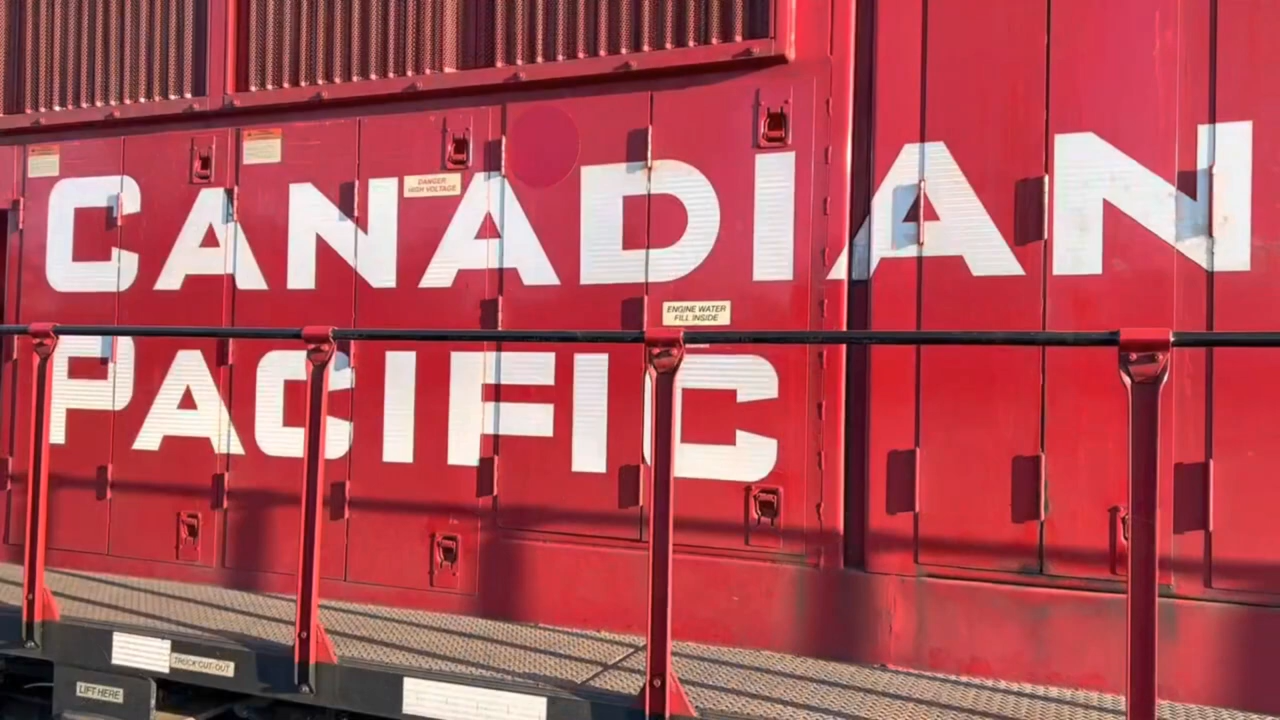 CANADIAN
PACIFIC
DANGER
HIGH VOLTAGE
ENGINE WATER
FILL INSIDE
TRUCK CUT-OUT
LIFT HERE